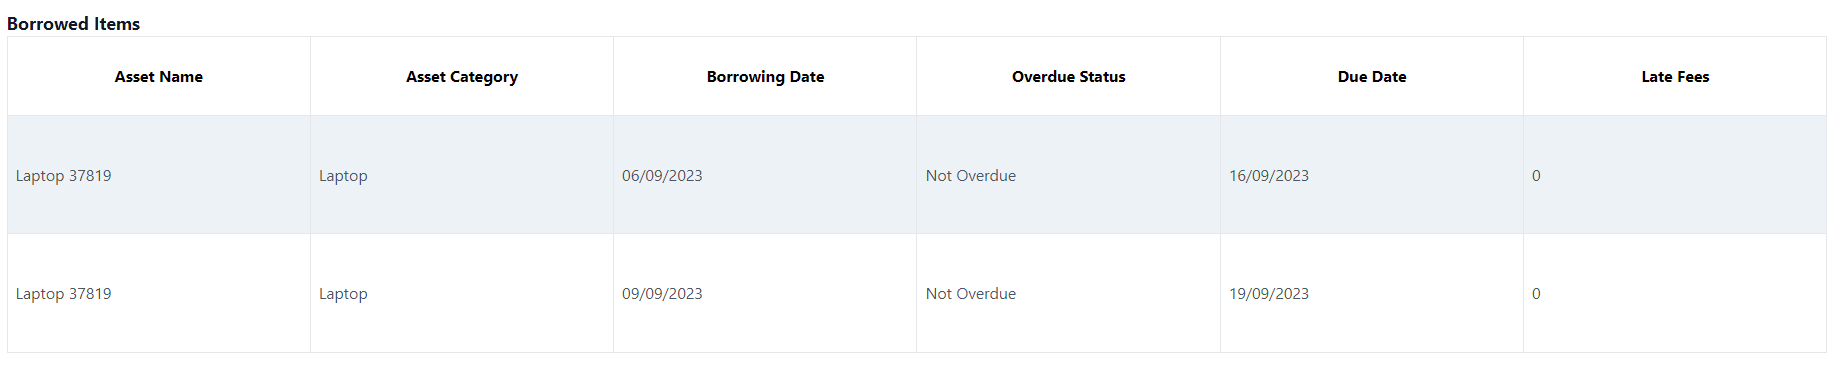 Borrowed Items
Asset Name Asset Category Borrowing Date Overdue Status Due Date Late Fees
Laptop 37819 Laptop 06/09/2023 Not Overdue 16/09/2023 0
Laptop 37819 Laptop 09/09/2023 Not Overdue 19/09/2023 0